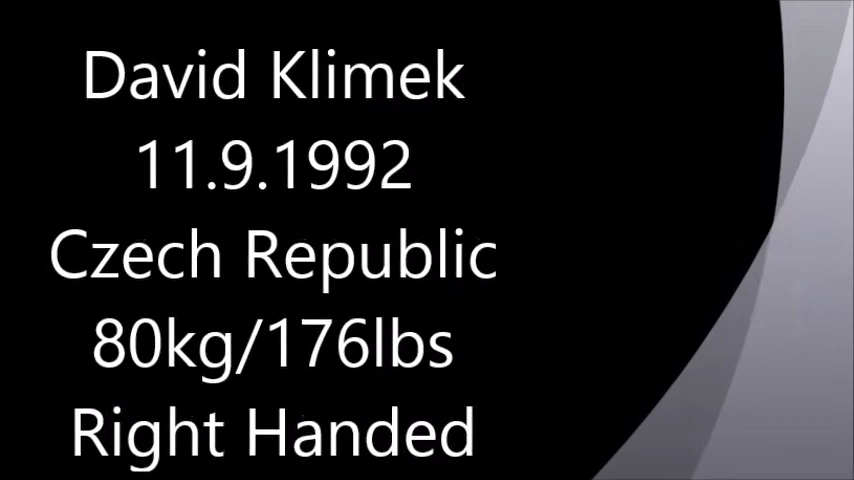 David Klimek
11.9.1992
Czech Republic
80kg/176lbs
Right Handed